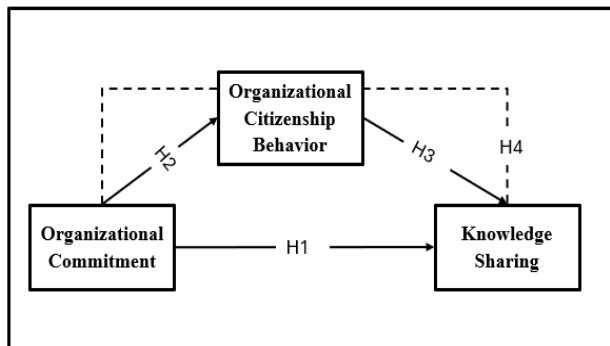 Organizational
Citizenship
Behavior
H2
H3
H4
Organizational
Commitment
H1
Knowledge
Sharing